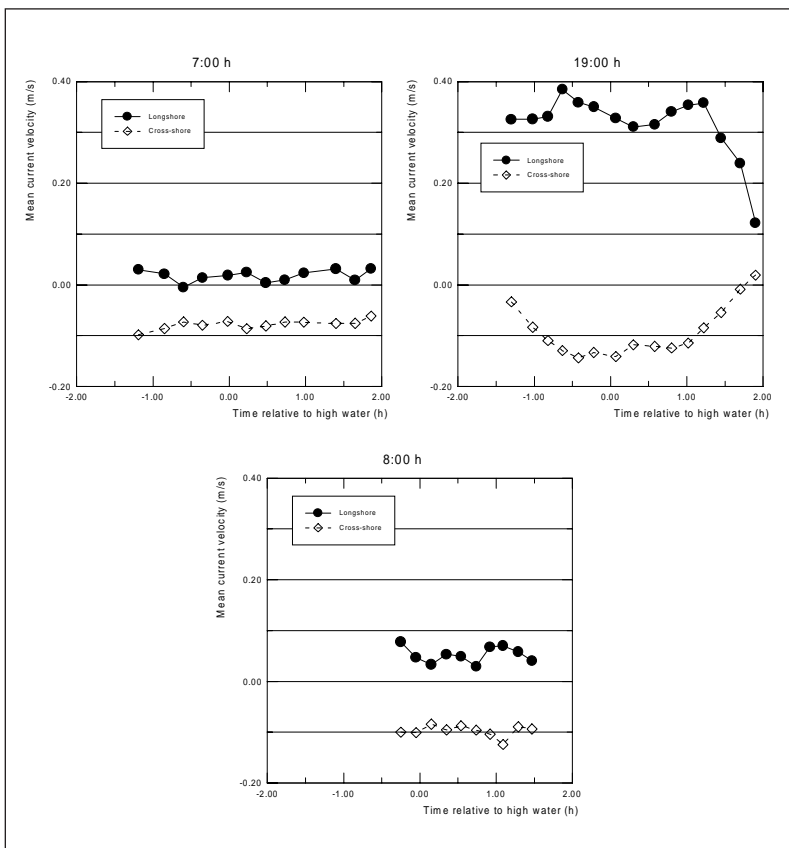 7:00 h
Mean current velocity (m/s)
0.40
0.20
0.00
-0.20
Longshore
Cross-shore
-2.00 -1.00 0.00 1.00 2.00
Time relative to high water (h)
19:00 h
Mean current velocity (m/s)
0.40
0.20
0.00
-0.20
Longshore
Cross-shore
-2.00 -1.00 0.00 1.00 2.00
Time relative to high water (h)
8:00 h
Mean current velocity (m/s)
0.40
0.20
0.00
-0.20
Longshore
Cross-shore
-2.00 -1.00 0.00 1.00 2.00
Time relative to high water (h)